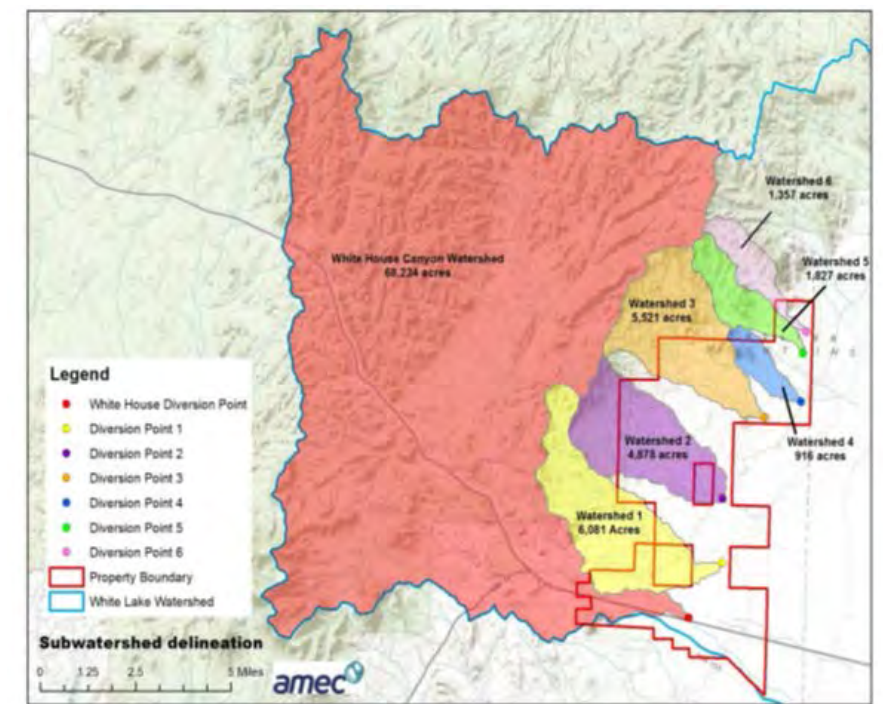 Watershed 6
1,357 acres
Watershed 5
1,827 acres
White House Canyon Watershed
68,234 acres
Watershed 3
5,521 acres
Watershed 4
916 acres
Watershed 2
4,878 acres
Watershed 1
6,081 Acres
Legend
White House Diversion Point
Diversion Point 1
Diversion Point 2
Diversion Point 3
Diversion Point 4
Diversion Point 5
Diversion Point 6
Property Boundary
White Lake Watershed
Subwatershed delineation
0 1.25 2.5 5 Miles
amec